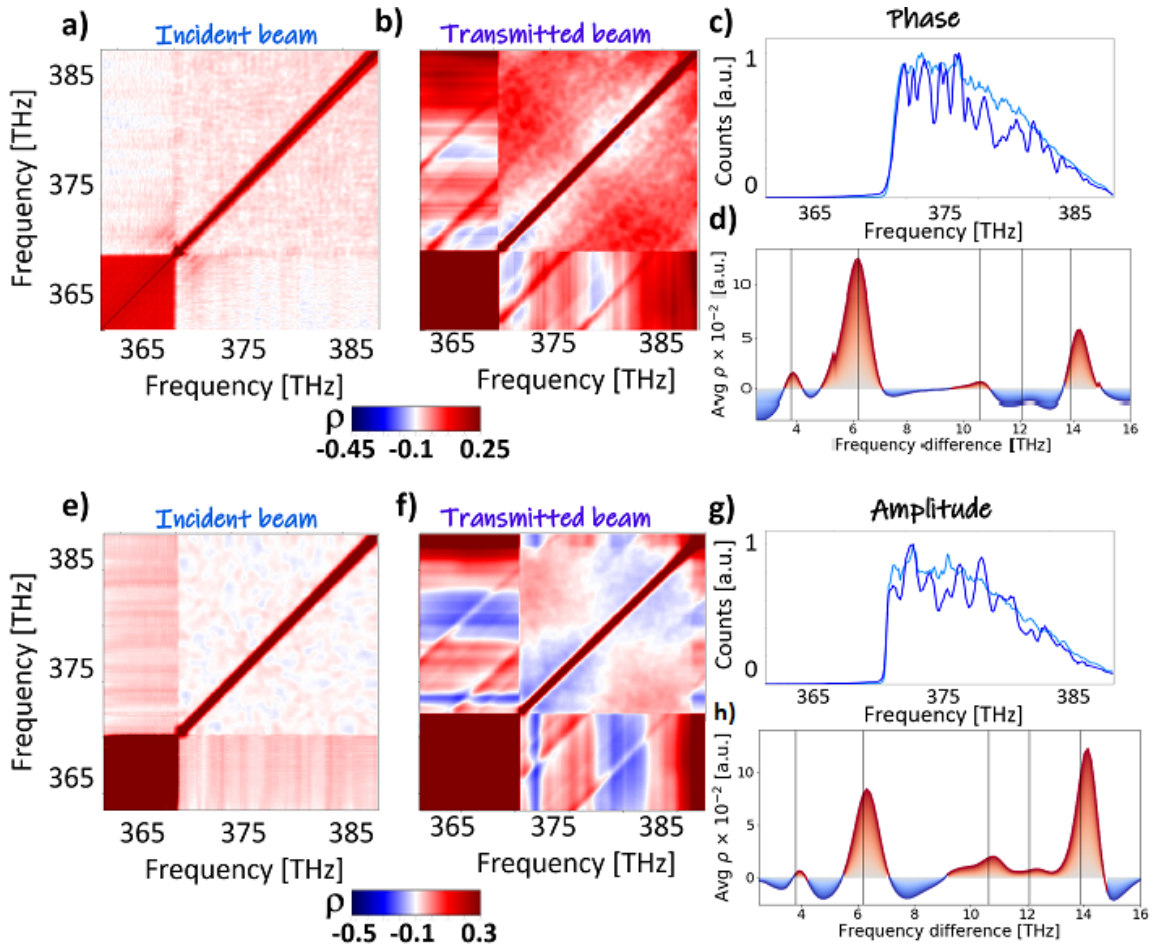 a)
Incident beam
Frequency [THz]
385
375
365
365
375
385
Frequency [THz]
b)
Transmitted beam
365
375
385
Frequency [THz]
ρ
-0.45 -0.1 0.25
c)
Phase
Counts [a.u.]
1
0
365
375
385
Frequency [THz]
d)
Avg ρ × 10⁻² [a.u.]
10
5
0
4 6 8 10 12 14 16
Frequency difference [THz]
e)
Incident beam
Frequency [THz]
385
375
365
365
375
385
Frequency [THz]
f)
Transmitted beam
365
375
385
Frequency [THz]
ρ
-0.5 -0.1 0.3
g)
Amplitude
Counts [a.u.]
1
0
365
375
385
Frequency [THz]
h)
Avg ρ × 10⁻² [a.u.]
10
5
0
4 6 8 10 12 14 16
Frequency difference [THz]